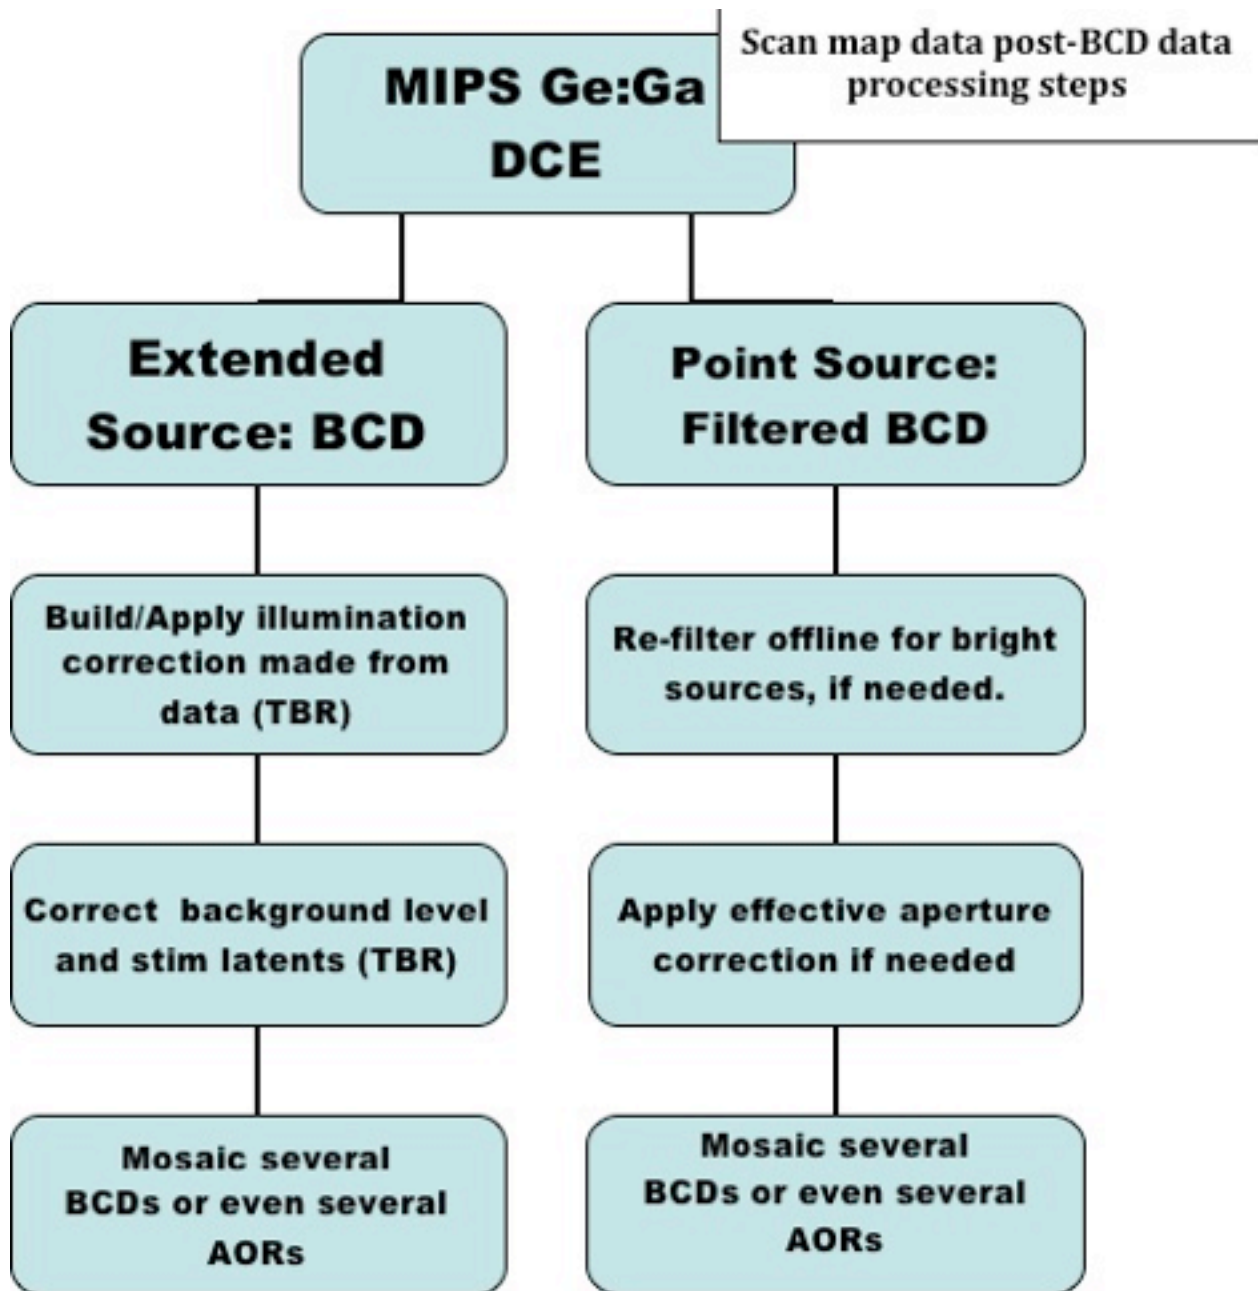 Scan map data post-BCD data
processing steps
MIPS Ge:Ga
DCE
Extended
Source: BCD
Point Source:
Filtered BCD
Build/Apply illumination
correction made from
data (TBR)
Re-filter offline for bright
sources, if needed.
Correct background level
and stim latents (TBR)
Apply effective aperture
correction if needed
Mosaic several
BCDs or even several
AORs
Mosaic several
BCDs or even several
AORs